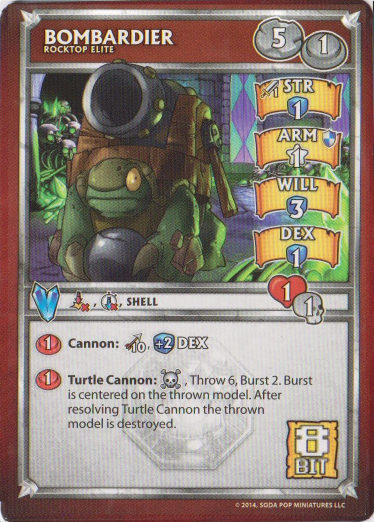 BOMBARDIER
ROCKTOP ELITE
5 1
STR
1
ARM
1
WILL
3
DEX
1
SHELL
1
1
1 Cannon: 10, +2 DEX
1 Turtle Cannon: , Throw 6, Burst 2. Burst
is centered on the thrown model. After
resolving Turtle Cannon the thrown
model is destroyed.
8
BIT
© 2014, SGDA POP MINIATURES LLC